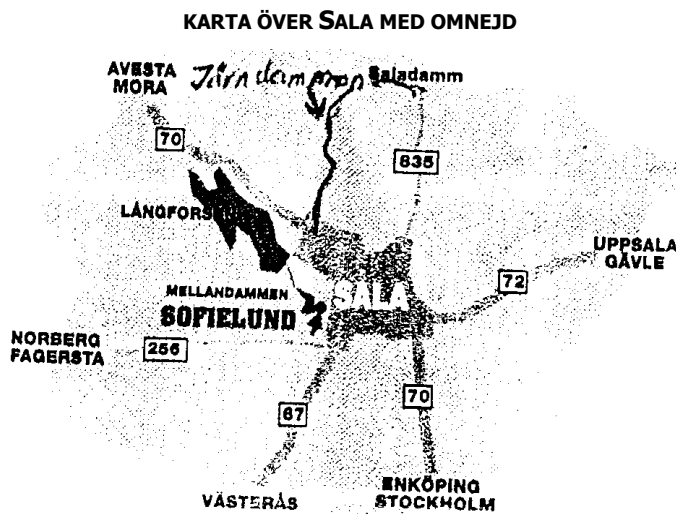 KARTA ÖVER SALA MED OMNEJD
AVESTA
MORA
Järndammen
Saladamm
70
835
LÅNGFORSEN
UPPSALA
GÄVLE
72
MELLANDAMMEN
SALA
SOFIELUND
NORBERG
FAGERSTA
256
70
67
VÄSTERÅS
ENKÖPING
STOCKHOLM